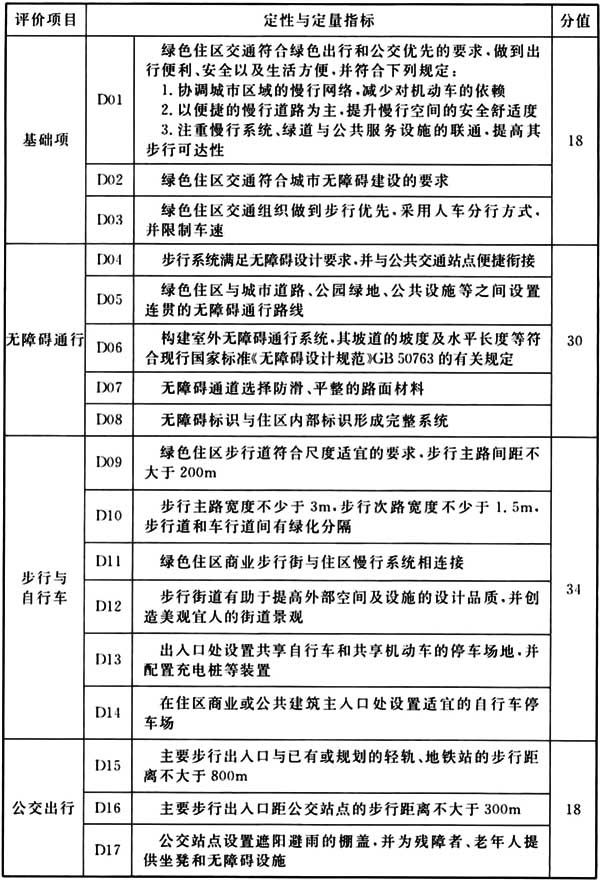 评价项目 定性与定量指标 分值
基础项
D01
绿色住区交通符合绿色出行和公交优先的要求,做到出
行便利、安全以及生活方便,并符合下列规定:
1. 协调城市区域的慢行网络,减少对机动车的依赖
2. 以便捷的慢行道路为主,提升慢行空间的安全舒适度
3. 注重慢行系统、绿道与公共服务设施的联通,提高其
步行可达性
18
D02 绿色住区交通符合城市无障碍建设的要求
D03
绿色住区交通组织做到步行优先,采用人车分行方式,
并限制车速
无障碍通行
D04 步行系统满足无障碍设计要求,并与公共交通站点便捷衔接
D05
绿色住区与城市道路、公园绿地、公共设施等之间设置
连贯的无障碍通行路线
D06
构建室外无障碍通行系统,其坡道的坡度及水平长度等符
合现行国家标准《无障碍设计规范》GB 50763 的有关规定
30
D07 无障碍通道选择防滑、平整的路面材料
D08 无障碍标识与住区内部标识形成完整系统
步行与
自行车
D09
绿色住区步行道符合尺度适宜的要求,步行主路间距不
大于 200m
D10
步行主路宽度不少于 3m,步行次路宽度不少于 1.5m,
步行道和车行道间有绿化分隔
D11 绿色住区商业步行街与住区慢行系统相连接
D12
步行街道有助于提高外部空间及设施的设计品质,并创
造美观宜人的街道景观
34
D13
出入口处设置共享自行车和共享机动车的停车场地,并
配置充电桩等装置
D14
在住区商业或公共建筑主入口处设置适宜的自行车停
车场
公交出行
D15
主要步行出入口与已有或规划的轻轨、地铁站的步行距
离不大于 800m
D16 主要步行出入口距公交站点的步行距离不大于 300m
18
D17
公交站点设置遮阳避雨的棚盖,并为残障者、老年人提
供坐凳和无障碍设施